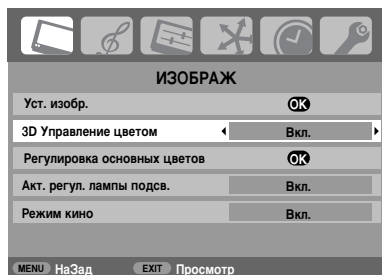 ИЗОБРАЖ
Уст. изобр. OK
3D Управление цветом Вкл.
Регулировка основных цветов OK
Акт. регул. лампы подсв. Вкл.
Режим кино Вкл.
MENU НаЗад EXIT Просмотр